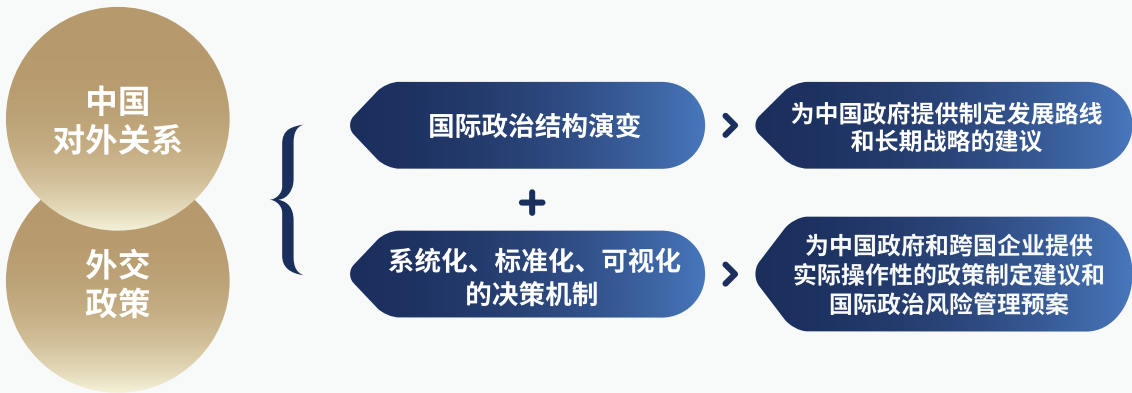 中国
对外关系
外交
政策
国际政治结构演变
为中国政府提供制定发展路线
和长期战略的建议
+
系统化、标准化、可视化
的决策机制
为中国政府和跨国企业提供
实际操作性的政策制定建议和
国际政治风险管理预案